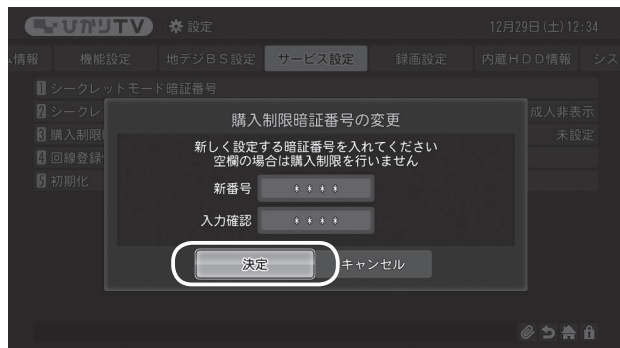 ひかりTV 設定 12月29日(土)12:34
情報 機能設定 地デジBS設定 サービス設定 録画設定 内蔵HDD情報 シス
1 シークレットモード暗証番号
2 シークレ 成人非表示
3 購入制限 未設定
4 回線登録
5 初期化
購入制限暗証番号の変更
新しく設定する暗証番号を入れてください
空欄の場合は購入制限を行いません
新番号 ****
入力確認 ****
決定 キャンセル